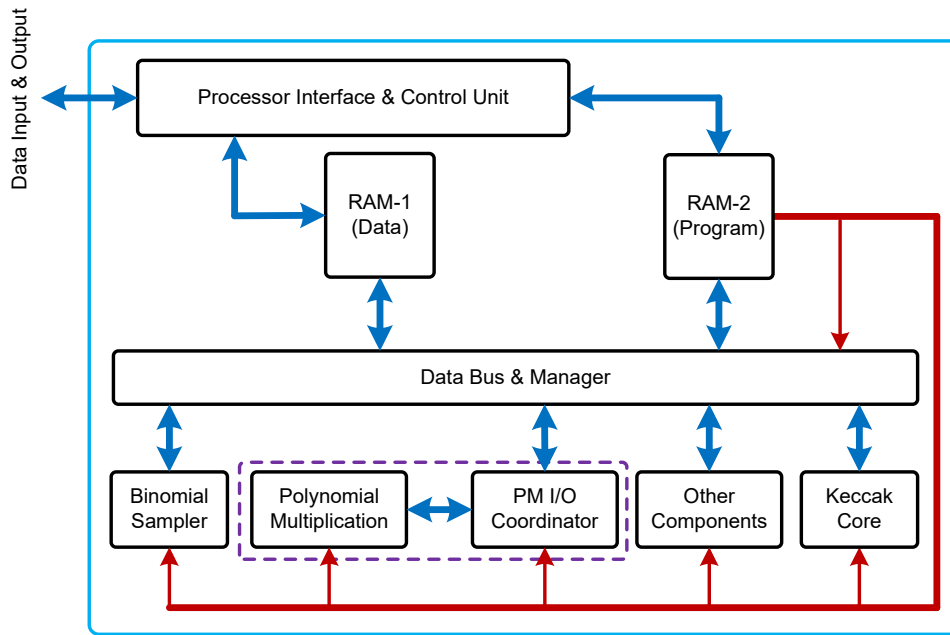 Data Input & Output
Processor Interface & Control Unit
RAM-1
(Data)
RAM-2
(Program)
Data Bus & Manager
Binomial
Sampler
Polynomial
Multiplication
PM I/O
Coordinator
Other
Components
Keccak
Core